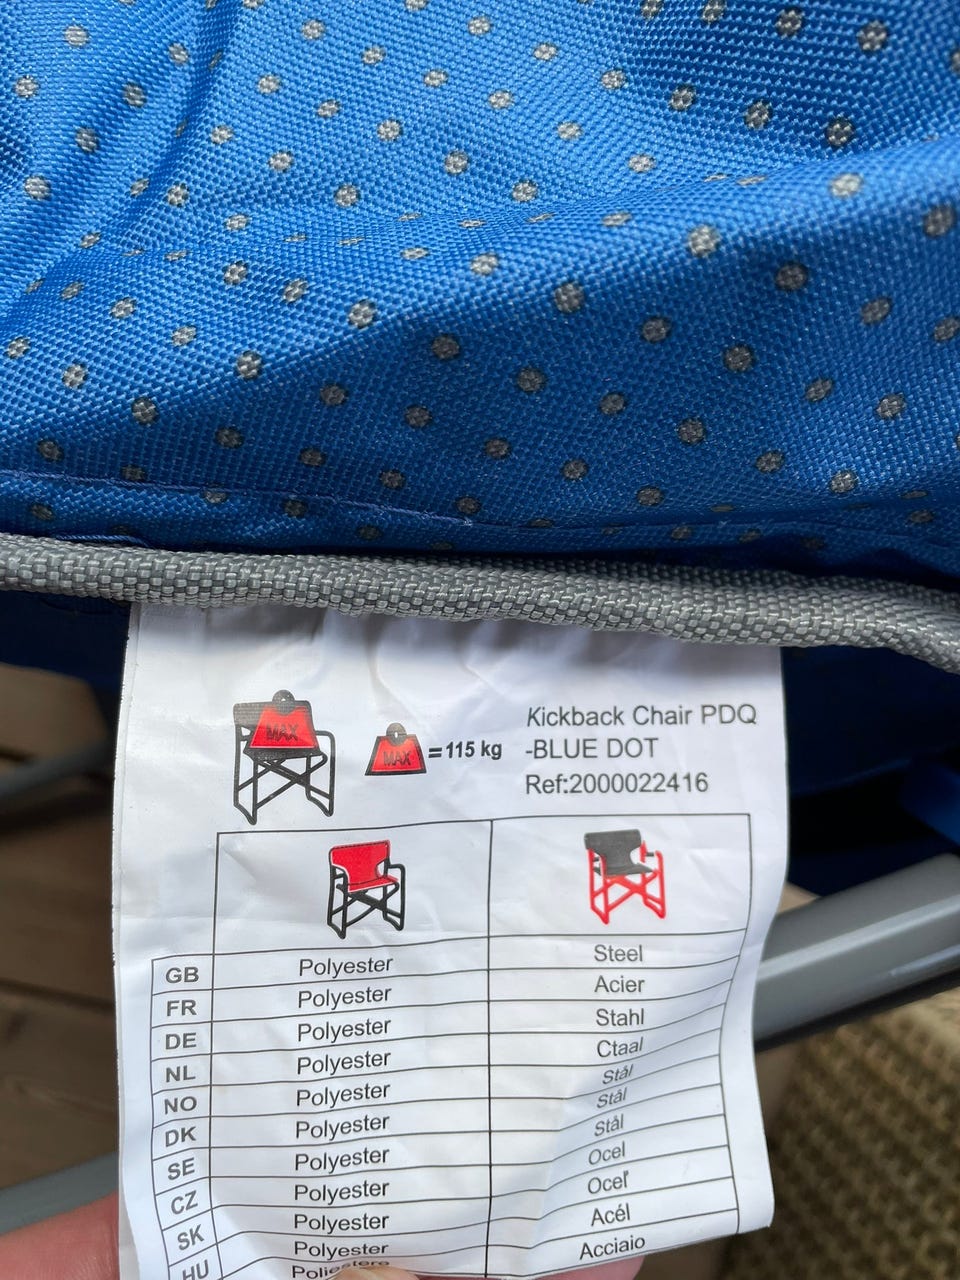 MAX
MAX =115 kg
Kickback Chair PDQ
-BLUE DOT
Ref:2000022416
GB Polyester Steel
FR Polyester Acier
DE Polyester Stahl
NL Polyester Ctaal
NO Polyester Stål
DK Polyester Stål
SE Polyester Stål
CZ Polyester Ocel
SK Polyester Oceľ
HU Polyester Acél
Poliestere Acciaio